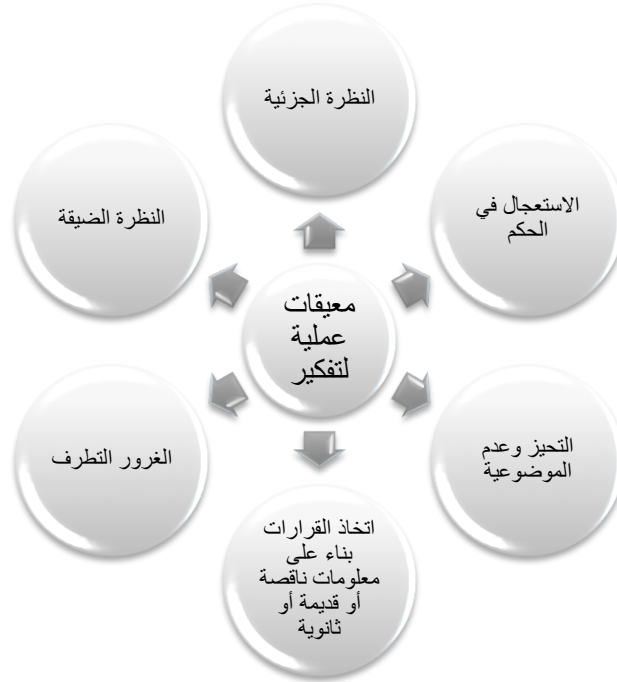 النظرة الجزئية
الاستعجال في
الحكم
التحيز وعدم
الموضوعية
اتخاذ القرارات
بناء على
معلومات ناقصة
أو قديمة أو
ثانوية
الغرور التطرف
النظرة الضيقة
معيقات
عملية
لتفكير